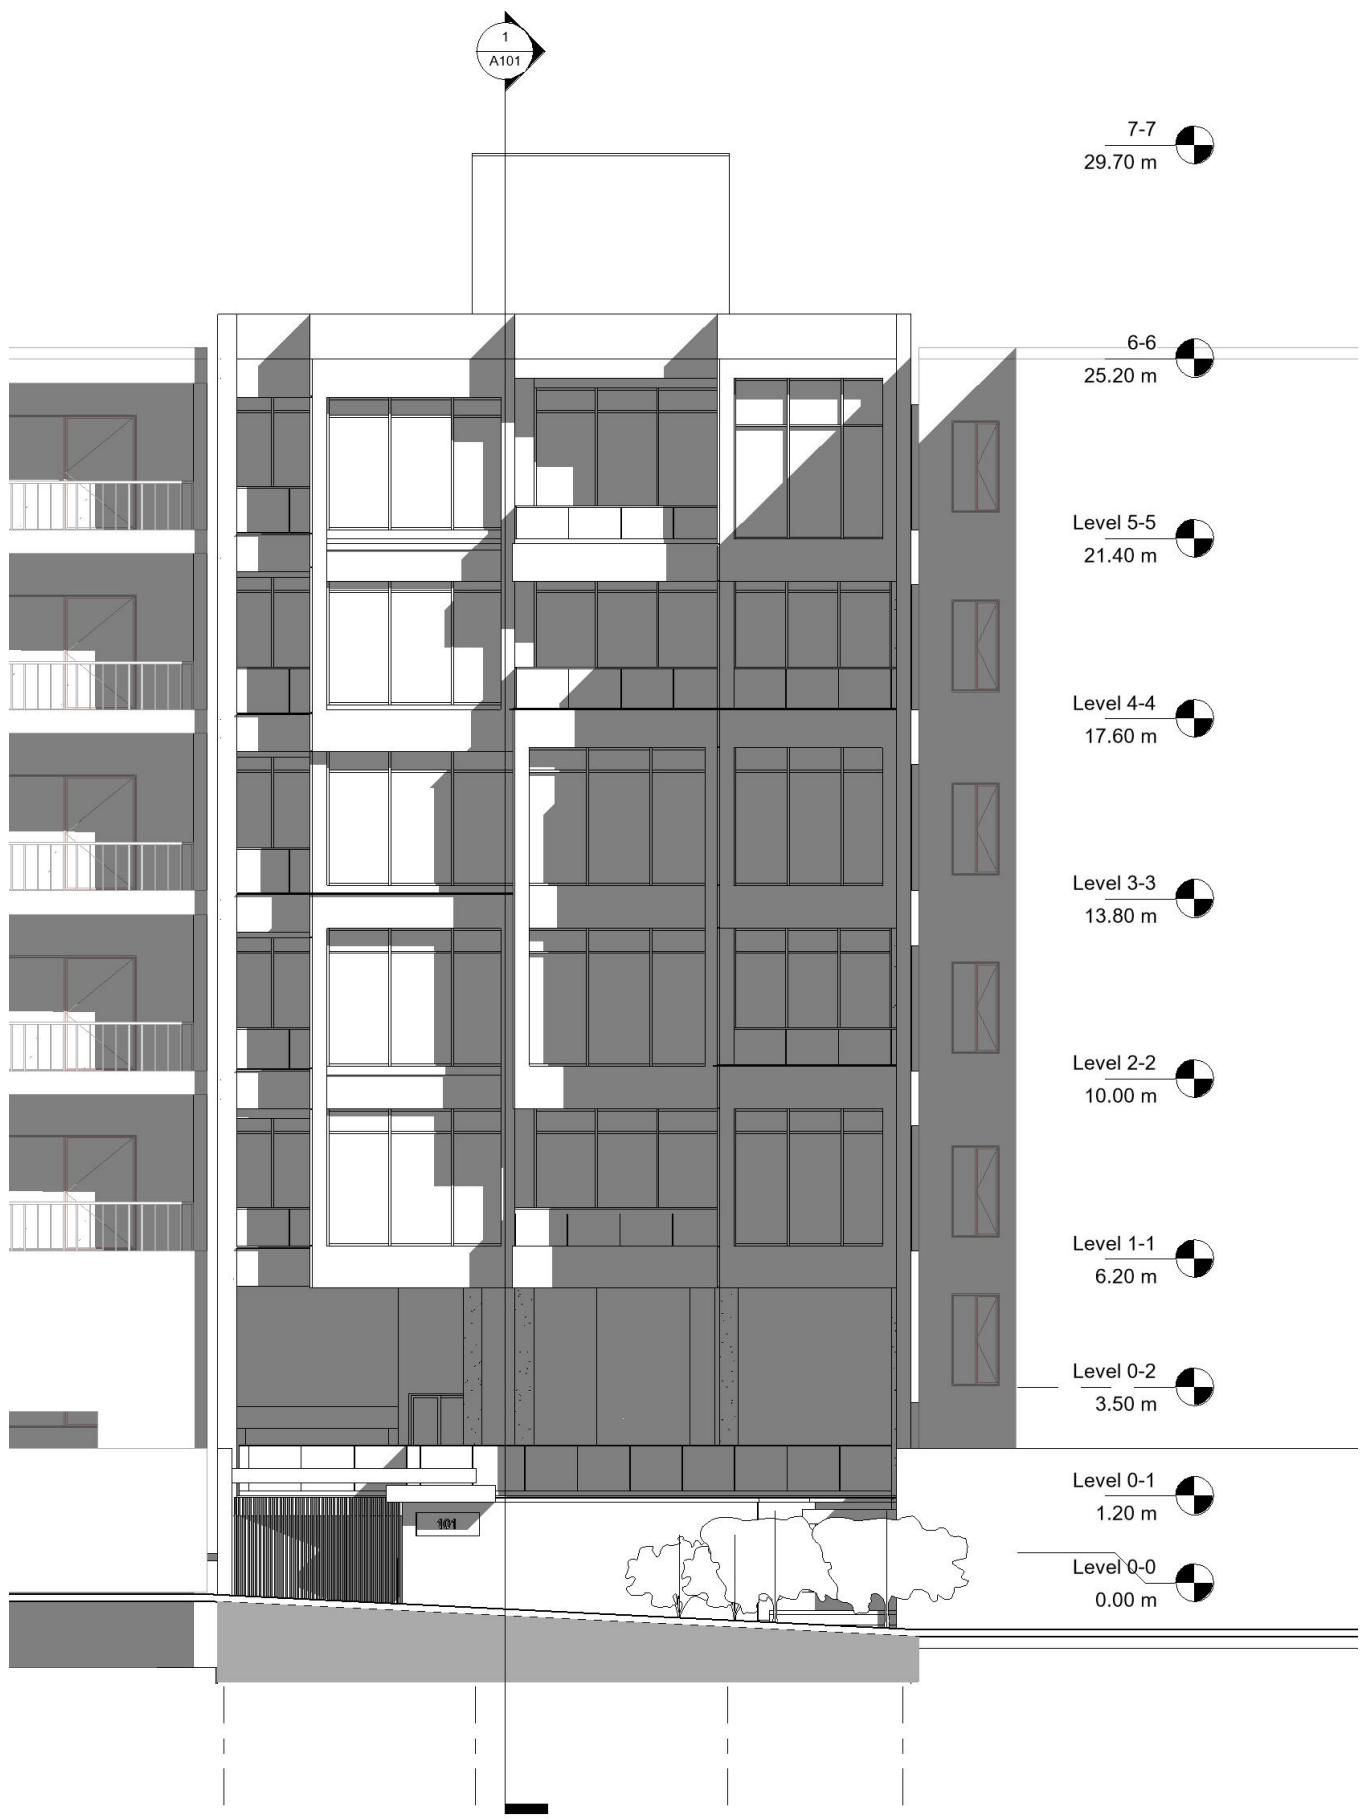 1
A101
7-7
29.70 m
6-6
25.20 m
Level 5-5
21.40 m
Level 4-4
17.60 m
Level 3-3
13.80 m
Level 2-2
10.00 m
Level 1-1
6.20 m
Level 0-2
3.50 m
Level 0-1
1.20 m
101
Level 0-0
0.00 m